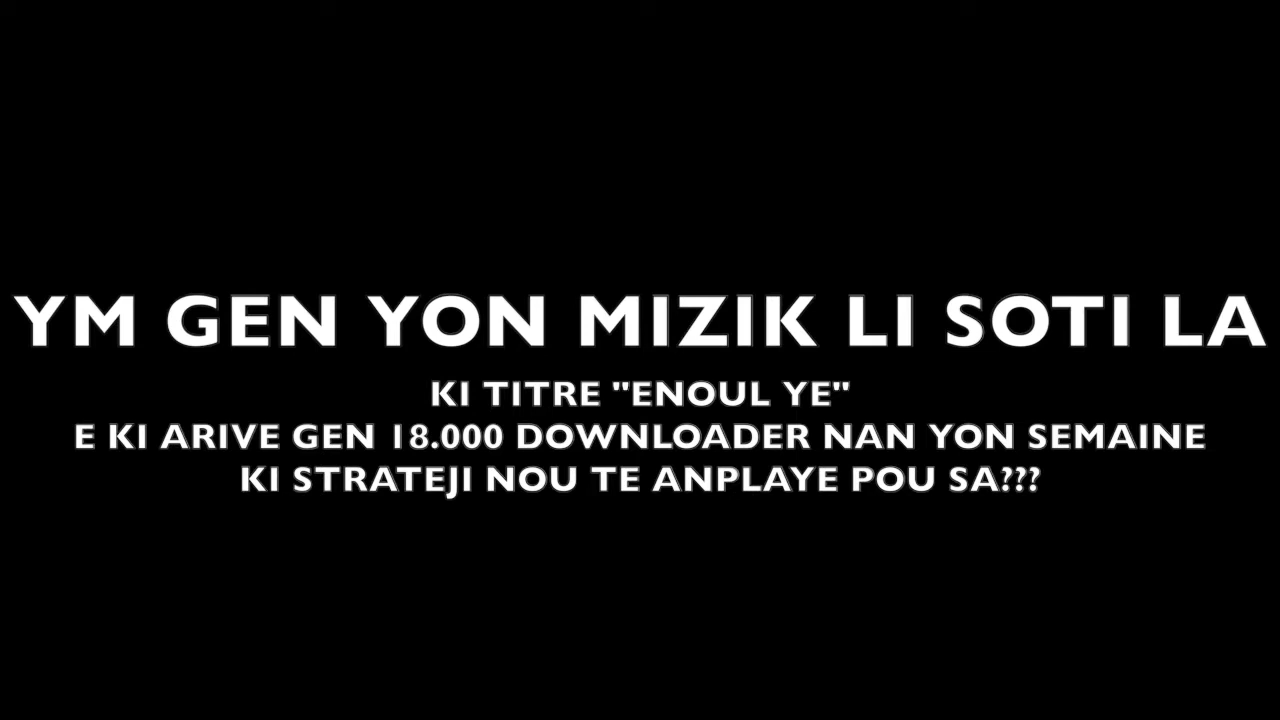 YM GEN YON MIZIK LI SOTI LA
KI TITRE "ENOUL YE"
E KI ARIVE GEN 18.000 DOWNLOADER NAN YON SEMAINE
KI STRATEJI NOU TE ANPLAYE POU SA???